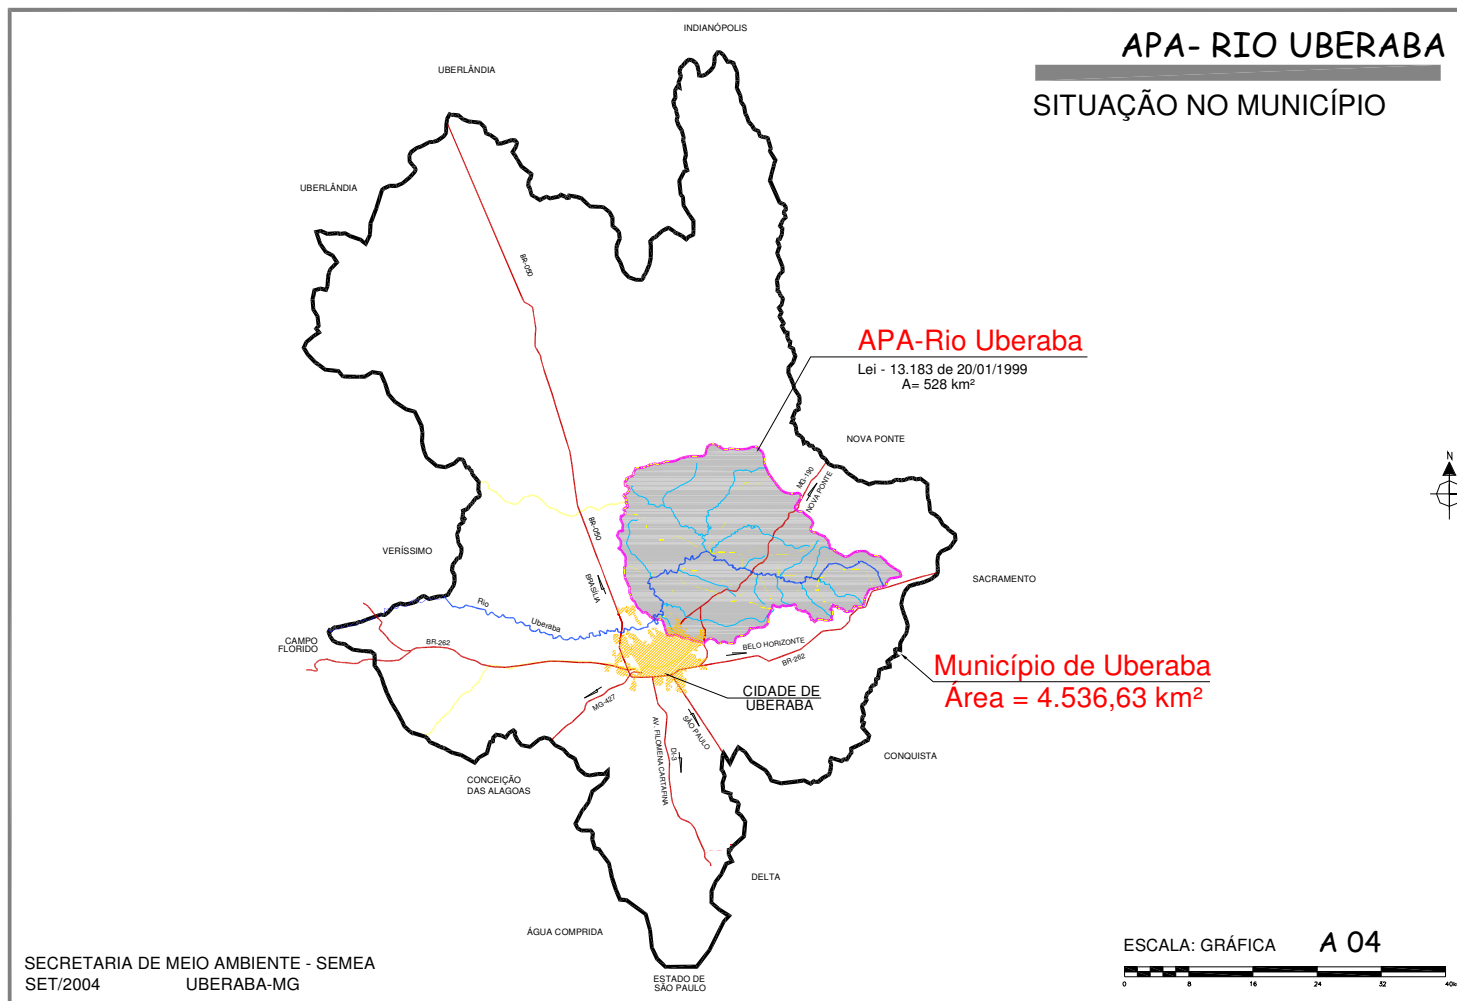 INDIANÓPOLIS
APA- RIO UBERABA
UBERLÂNDIA
SITUAÇÃO NO MUNICÍPIO
UBERLÂNDIA
BR-050
APA-Rio Uberaba
Lei - 13.183 de 20/01/1999
A= 528 km²
NOVA PONTE
MG-190
NOVA PONTE
N
BR-050
VERÍSSIMO
BRASÍLIA
SACRAMENTO
Rio
Uberaba
CAMPO
FLORIDO
BR-262
BELO HORIZONTE
BR-262
Município de Uberaba
Área = 4.536,63 km²
CIDADE DE
UBERABA
MG-427
SÃO PAULO
AV. FILOMENA CARTAFINA
DI-3
CONQUISTA
CONCEIÇÃO
DAS ALAGOAS
DELTA
ÁGUA COMPRIDA
ESTADO DE
SÃO PAULO
SECRETARIA DE MEIO AMBIENTE - SEMEA
SET/2004 UBERABA-MG
ESCALA: GRÁFICA A 04
0 8 16 24 32 40km